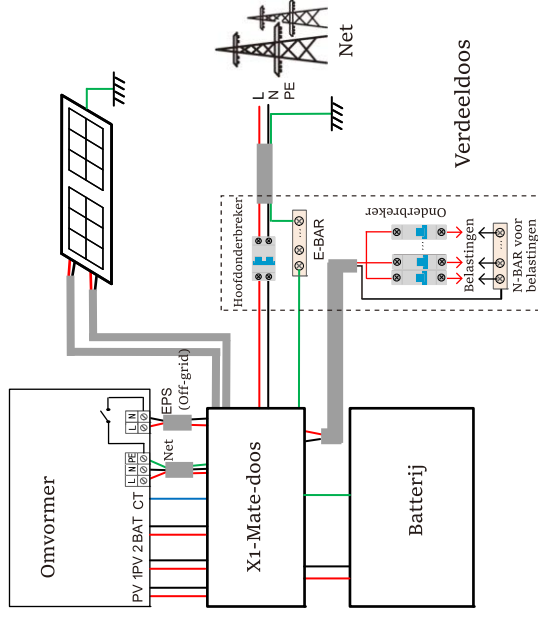 Omvormer
PV 1
PV 2
BAT
CT
L N PE
L N
Net
EPS
(Off-grid)
X1-Mate-doos
Batterij
Hoofdonderbreker
E-BAR
L
N
PE
Net
Verdeeldoos
Onderbreker
Belastingen
N-BAR voor
belastingen